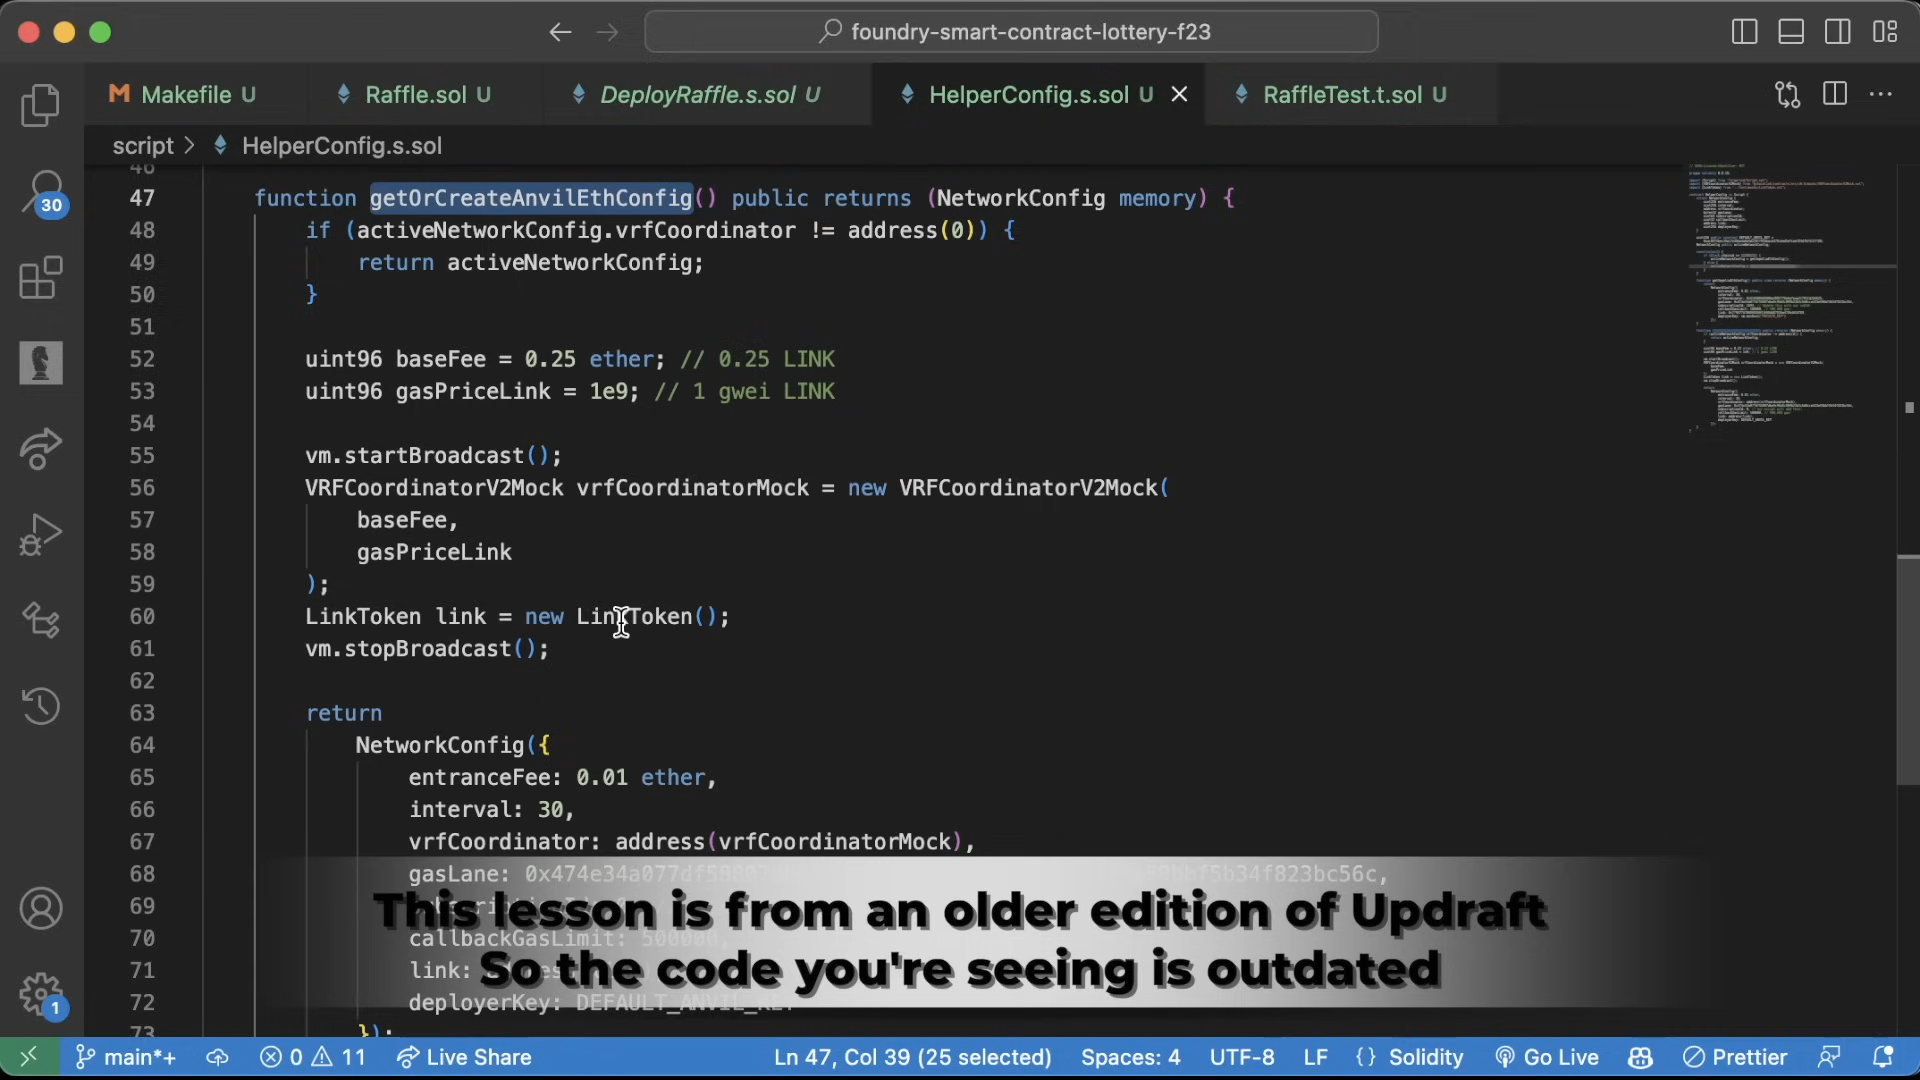 foundry-smart-contract-lottery-f23
Makefile U
Raffle.sol U
DeployRaffle.s.sol U
HelperConfig.s.sol U
RaffleTest.t.sol U
script > HelperConfig.s.sol
46
47 function getOrCreateAnvilEthConfig() public returns (NetworkConfig memory) {
48 if (activeNetworkConfig.vrfCoordinator != address(0)) {
49 return activeNetworkConfig;
50 }
51
52 uint96 baseFee = 0.25 ether; // 0.25 LINK
53 uint96 gasPriceLink = 1e9; // 1 gwei LINK
54
55 vm.startBroadcast();
56 VRFCoordinatorV2Mock vrfCoordinatorMock = new VRFCoordinatorV2Mock(
57 baseFee,
58 gasPriceLink
59 );
60 LinkToken link = new LinkToken();
61 vm.stopBroadcast();
62
63 return
64 NetworkConfig({
65 entranceFee: 0.01 ether,
66 interval: 30,
67 vrfCoordinator: address(vrfCoordinatorMock),
68 gasLane:
69
70 callbackGasLimit: 500000,
71 link:
72 deployerKey: DEFAULT_ANVIL_KEY
73 });
This lesson is from an older edition of Updraft
So the code you're seeing is outdated
30
1
main*+
0
11
Live Share
Ln 47, Col 39 (25 selected)
Spaces: 4
UTF-8
LF
{ } Solidity
Go Live
Prettier